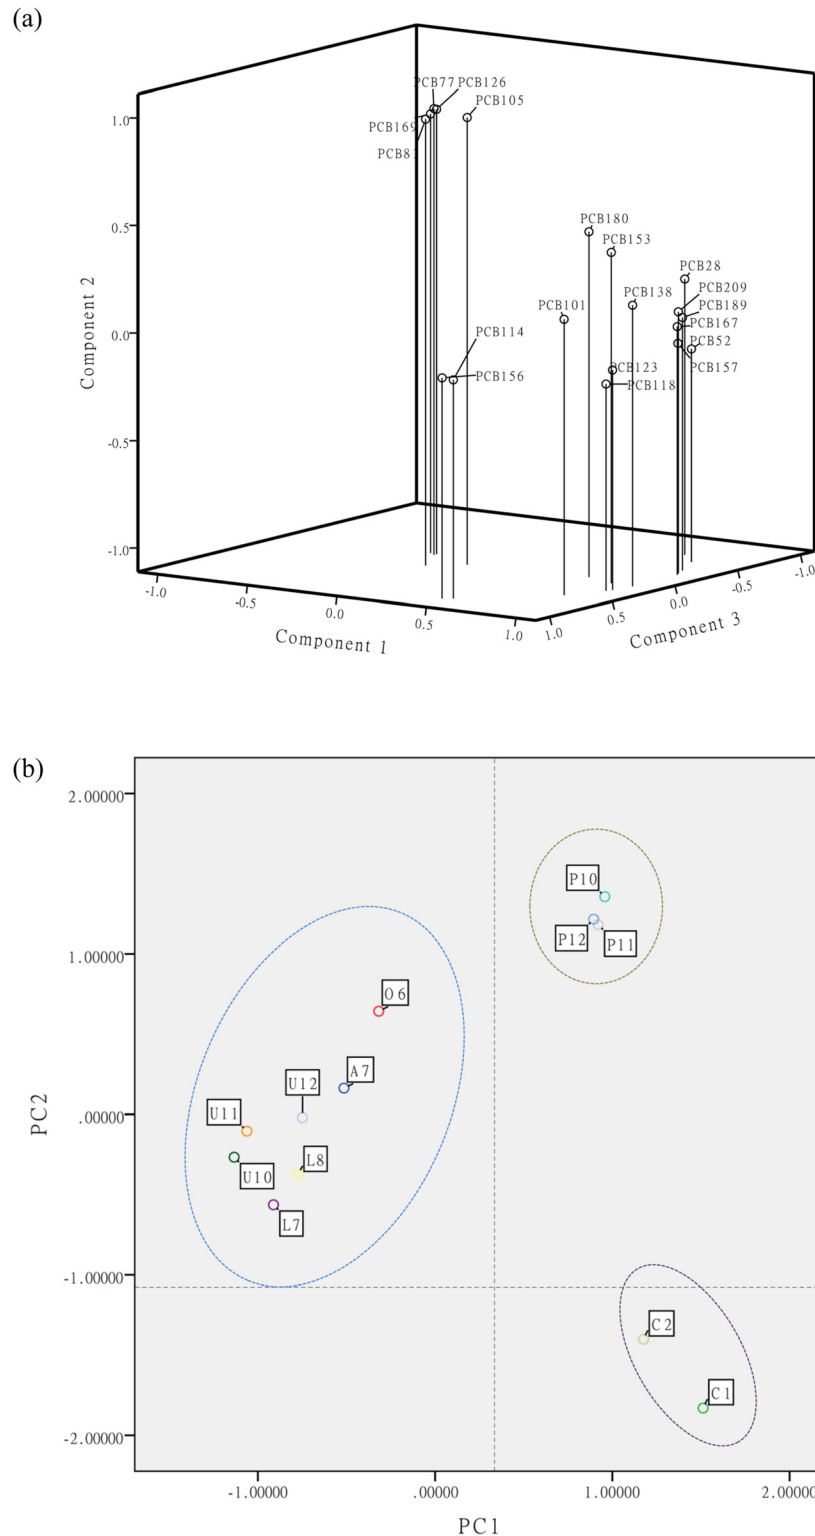 (a)
PCB77 PCB126
PCB105
PCB169
PCB81
1.0
0.5
0.0
-0.5
-1.0
Component 2
PCB180
PCB153
PCB28
PCB209
PCB138
PCB189
PCB101
PCB167
PCB114
PCB52
PCB123
PCB157
PCB156
PCB118
-1.0
-0.5
0.0
0.5
1.0
Component 1
1.0
0.5
0.0
-0.5
-1.0
Component 3
(b)
2.00000
1.00000
.00000
-1.00000
-2.00000
PC2
P10
P12
P11
O6
A7
U12
U11
L8
U10
L7
C2
C1
-1.00000
.00000
1.00000
2.00000
PC1